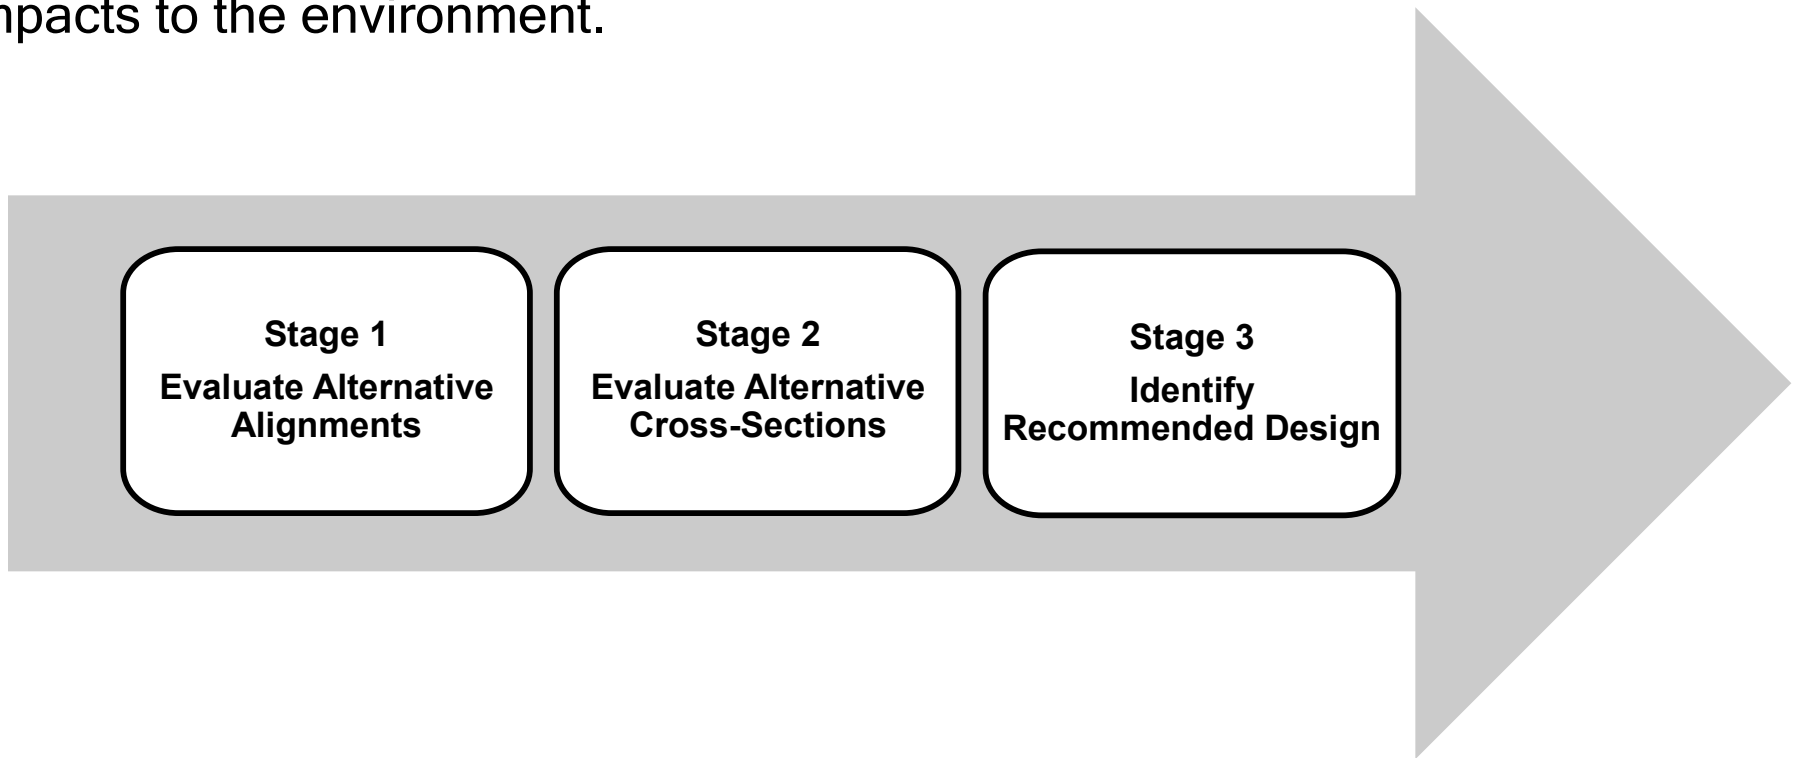 mpacts to the environment.
Stage 1
Evaluate Alternative
Alignments
Stage 2
Evaluate Alternative
Cross-Sections
Stage 3
Identify
Recommended Design